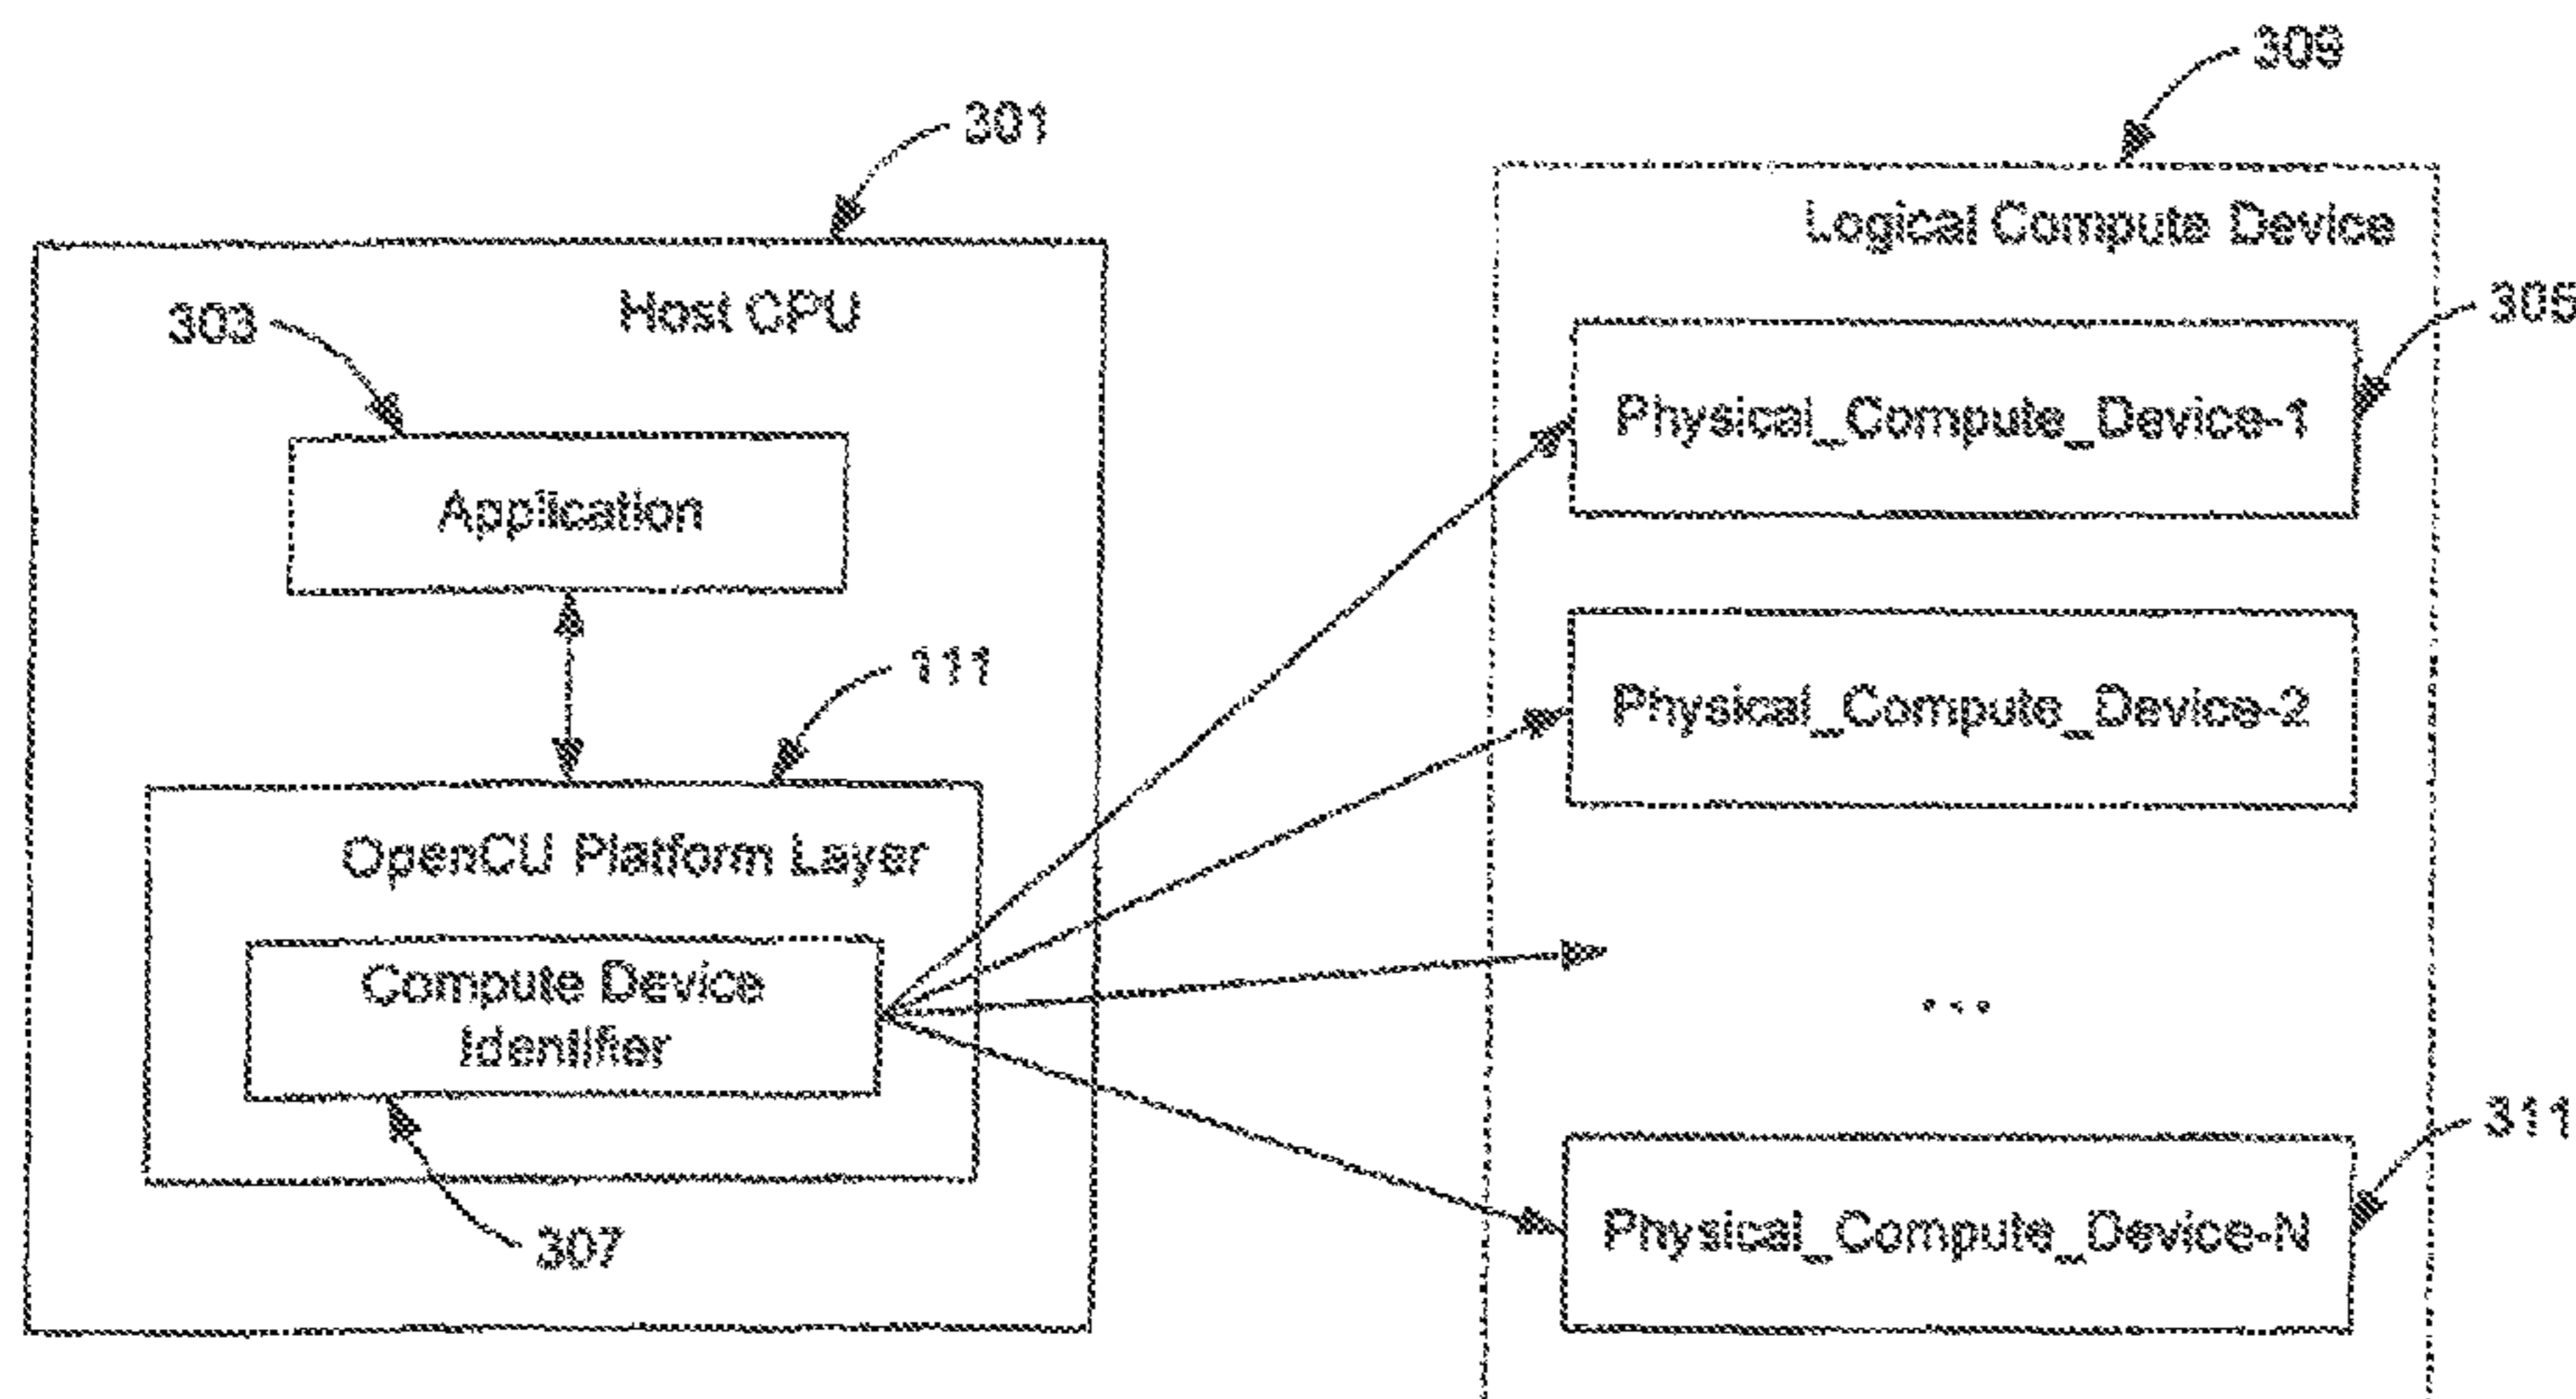 309
301
Logical Compute Device
Host CPU
303
305
Physical_Compute_Device-1
Application
111
Physical_Compute_Device-2
OpenCU Platform Layer
Compute Device
Identifier
...
311
Physical_Compute_Device-N
307